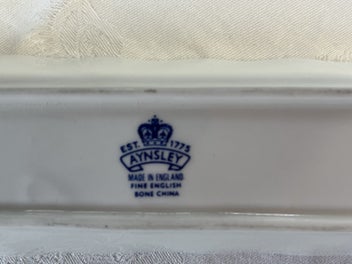 EST. 1775
AYNSLEY
MADE IN ENGLAND
FINE ENGLISH
BONE CHINA